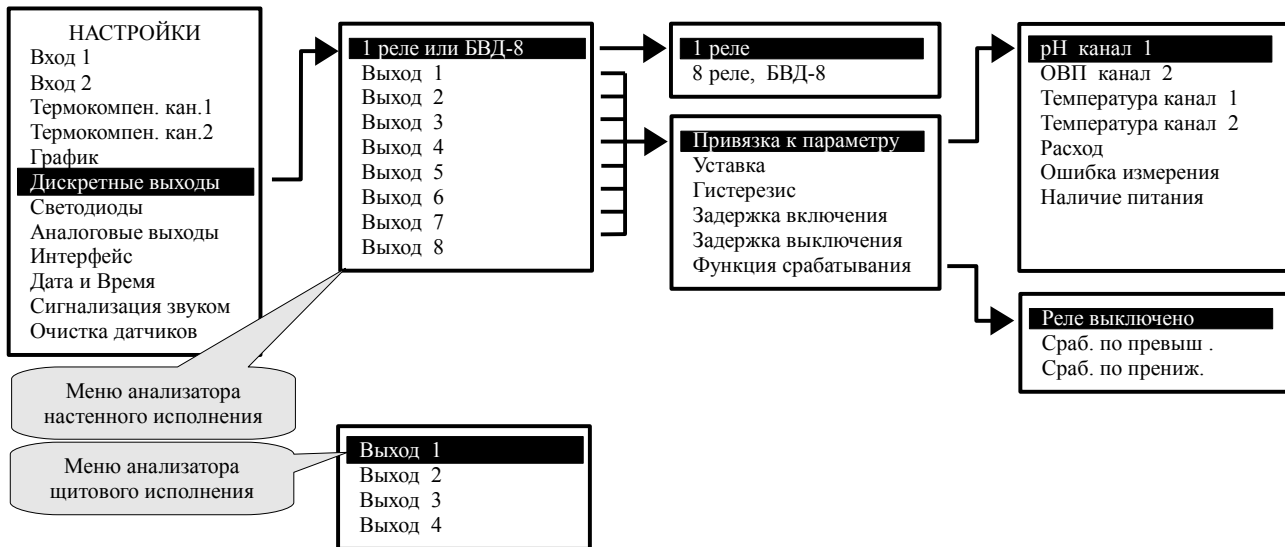 НАСТРОЙКИ
Вход 1
Вход 2
Термокомпен. кан.1
Термокомпен. кан.2
График
Дискретные выходы
Светодиоды
Аналоговые выходы
Интерфейс
Дата и Время
Сигнализация звуком
Очистка датчиков
1 реле или БВД-8
Выход 1
Выход 2
Выход 3
Выход 4
Выход 5
Выход 6
Выход 7
Выход 8
1 реле
8 реле, БВД-8
Привязка к параметру
Уставка
Гистерезис
Задержка включения
Задержка выключения
Функция срабатывания
рН канал 1
ОВП канал 2
Температура канал 1
Температура канал 2
Расход
Ошибка измерения
Наличие питания
Реле выключено
Сраб. по превыш .
Сраб. по прениж.
Меню анализатора
настенного исполнения
Меню анализатора
щитового исполнения
Выход 1
Выход 2
Выход 3
Выход 4